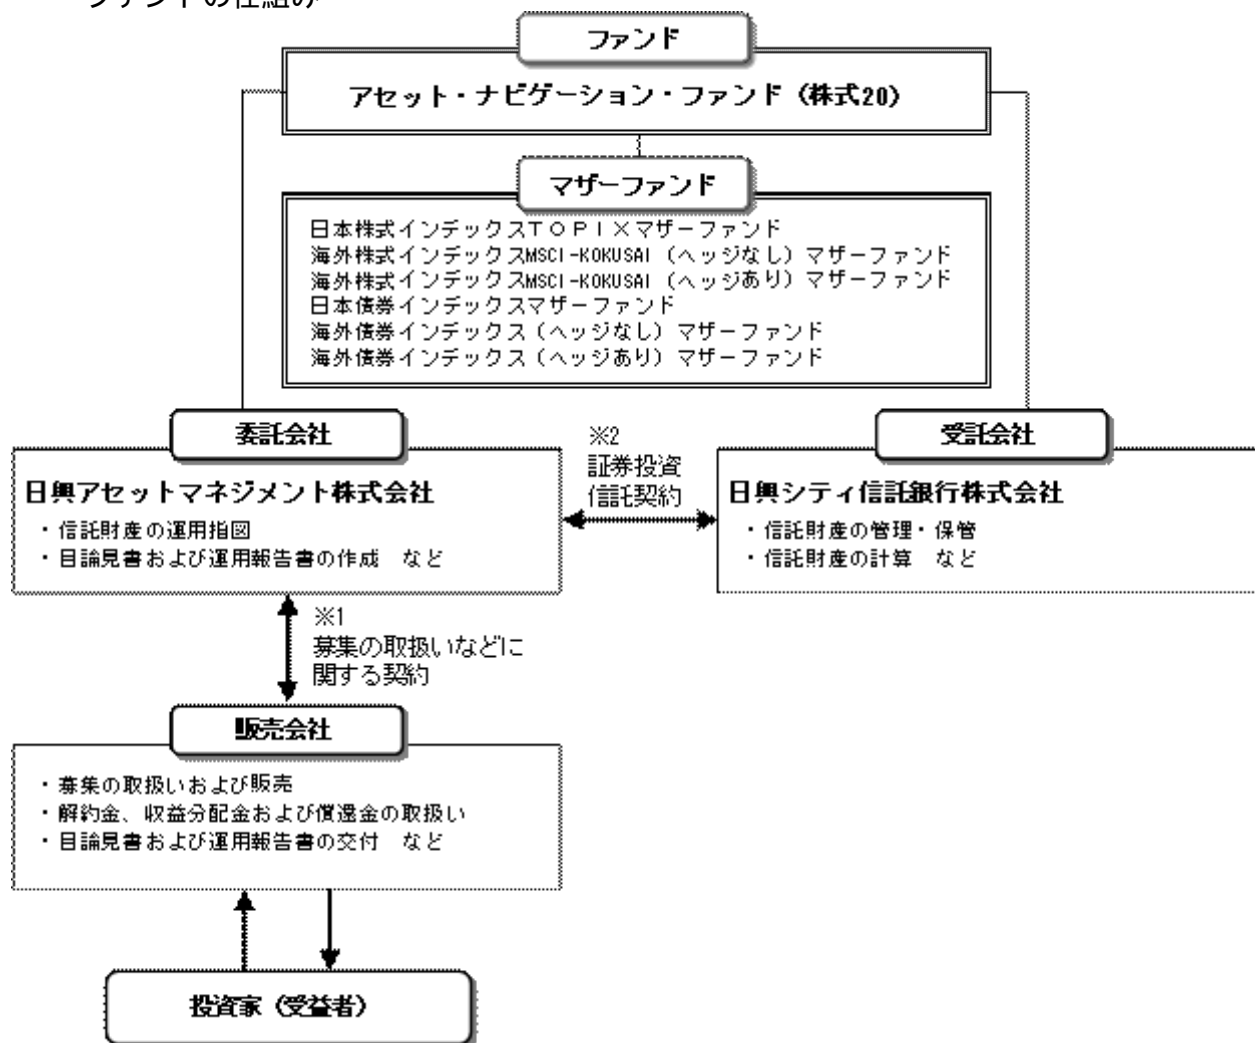 ファンドの仕組み
ファンド
アセット・ナビゲーション・ファンド（株式20）
マザーファンド
日本株式インデックスＴＯＰＩＸマザーファンド
海外株式インデックスMSCI-KOKUSAI（ヘッジなし）マザーファンド
海外株式インデックスMSCI-KOKUSAI（ヘッジあり）マザーファンド
日本債券インデックスマザーファンド
海外債券インデックス（ヘッジなし）マザーファンド
海外債券インデックス（ヘッジあり）マザーファンド
委託会社
日興アセットマネジメント株式会社
・信託財産の運用指図
・目論見書および運用報告書の作成　など
※2
証券投資
信託契約
受託会社
日興シティ信託銀行株式会社
・信託財産の管理・保管
・信託財産の計算　など
※1
募集の取扱いなどに
関する契約
販売会社
・募集の取扱いおよび販売
・解約金、収益分配金および償還金の取扱い
・目論見書および運用報告書の交付　など
投資家（受益者）